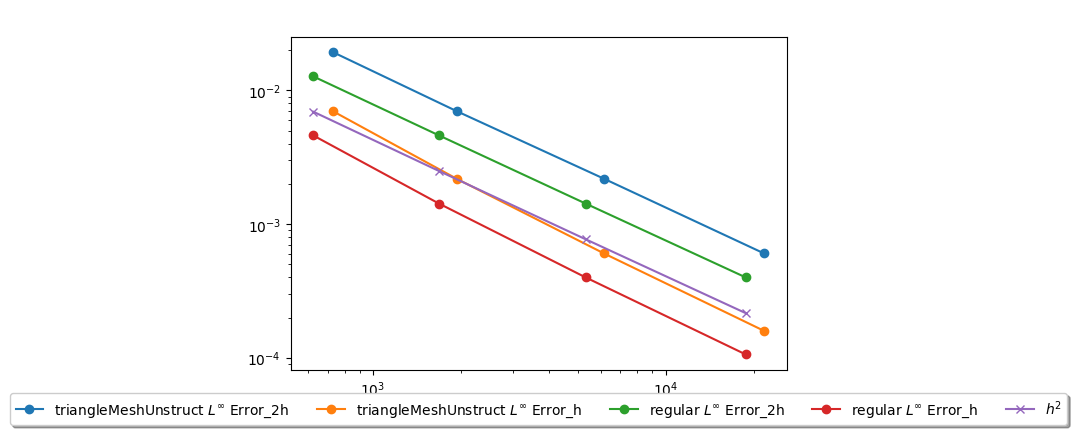 10⁻²
10⁻³
10⁻⁴
10³ 10⁴
triangleMeshUnstruct L^∞ Error_2h triangleMeshUnstruct L^∞ Error_h regular L^∞ Error_2h regular L^∞ Error_h h²